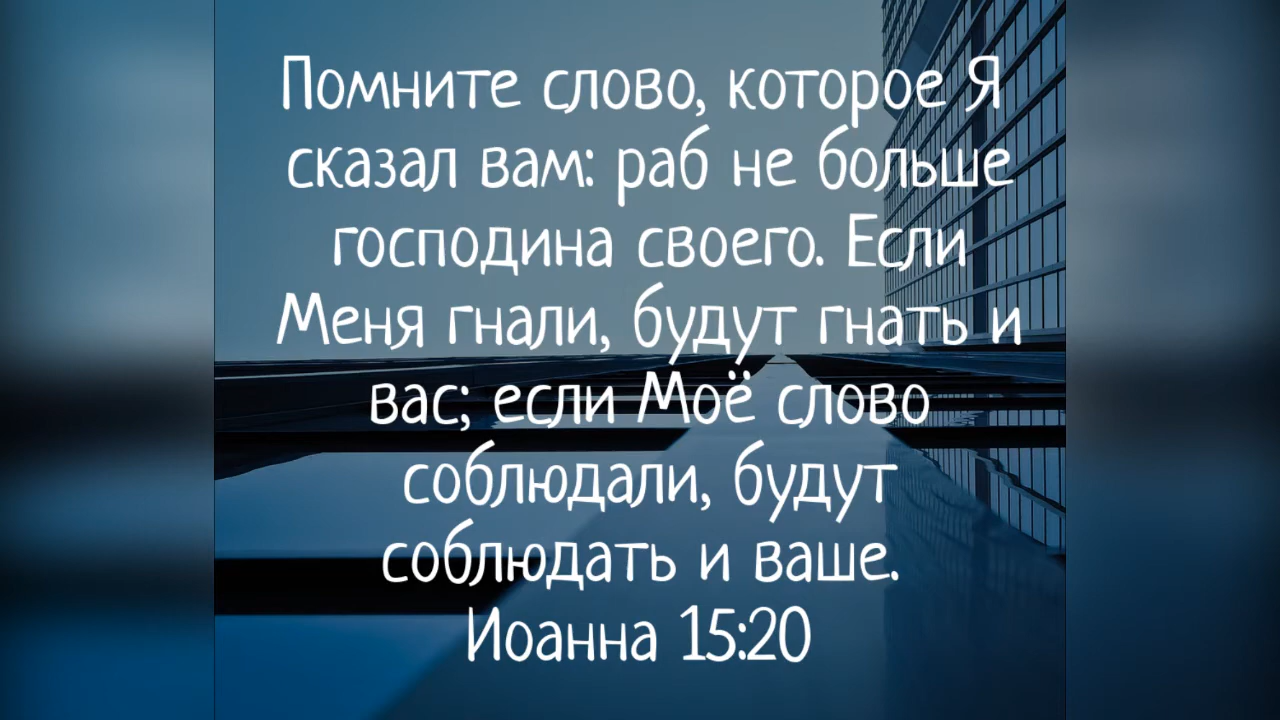 Помните слово, которое Я
сказал вам: раб не больше
господина своего. Если
Меня гнали, будут гнать и
вас; если Моё слово
соблюдали, будут
соблюдать и ваше.
Иоанна 15:20